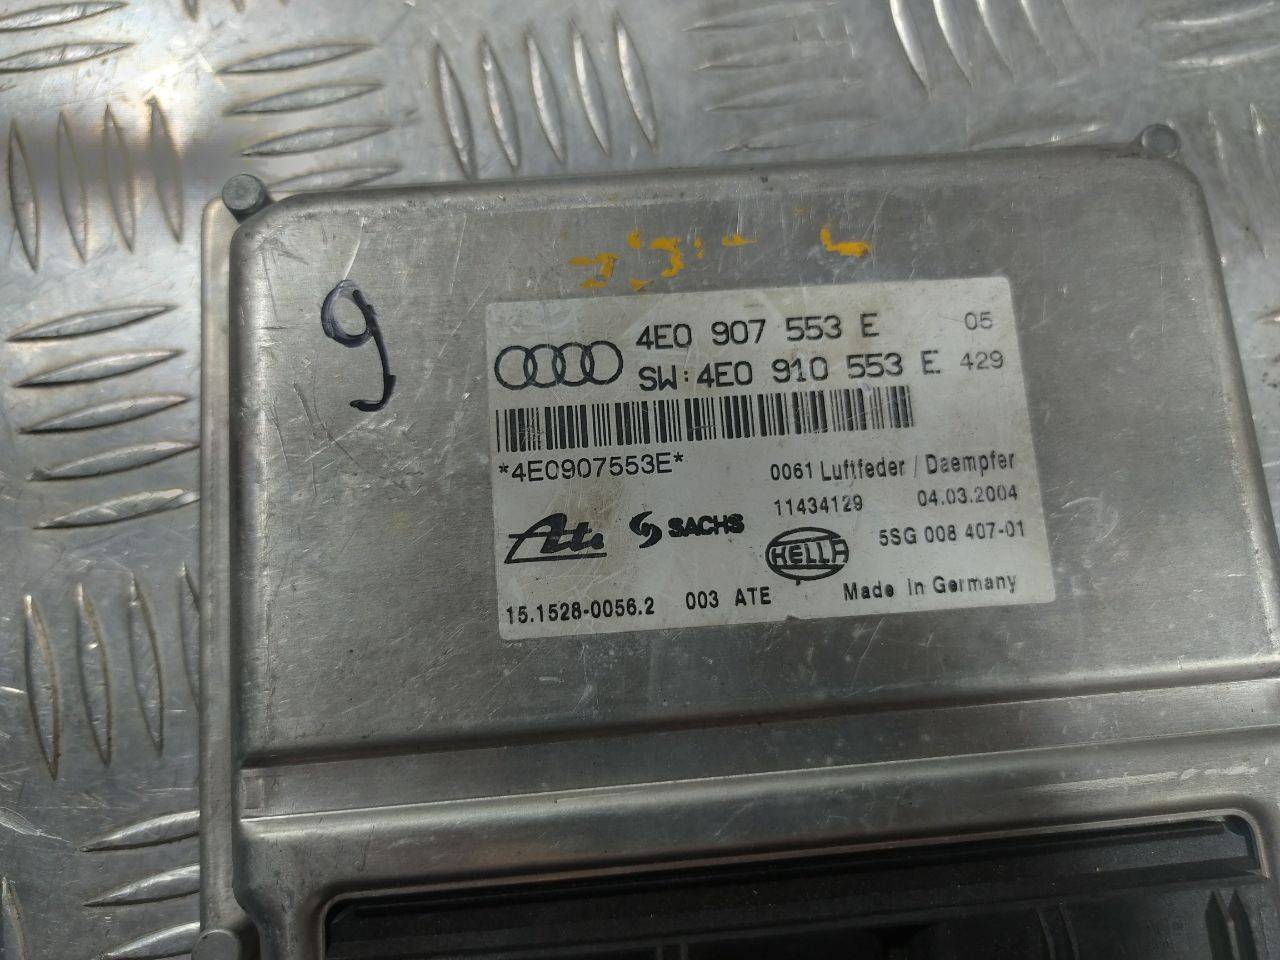 9
4E0 907 553 E 05
SW: 4E0 910 553 E 429
*4E0907553E*
0061 Luftfeder / Daempfer
11434129 04.03.2004
Ate SACHS HELLA 5SG 008 407-01
15.1528-0056.2 003 ATE Made in Germany